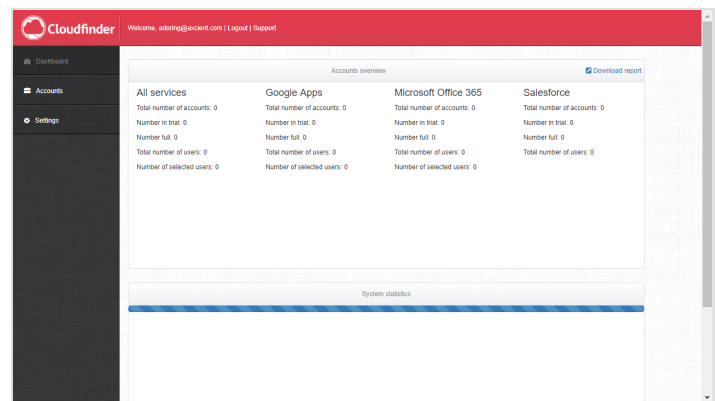 Cloudfinder
Welcome, adoring@axcient.com | Logout | Support
Dashboard
Accounts
Settings
Accounts overview
Download report
All services
Total number of accounts: 0
Number in trial: 0
Number full: 0
Total number of users: 0
Number of selected users: 0
Google Apps
Total number of accounts: 0
Number in trial: 0
Number full: 0
Total number of users: 0
Number of selected users: 0
Microsoft Office 365
Total number of accounts: 0
Number in trial: 0
Number full: 0
Total number of users: 0
Number of selected users: 0
Salesforce
Total number of accounts: 0
Number in trial: 0
Number full: 0
Total number of users: 0
System statistics